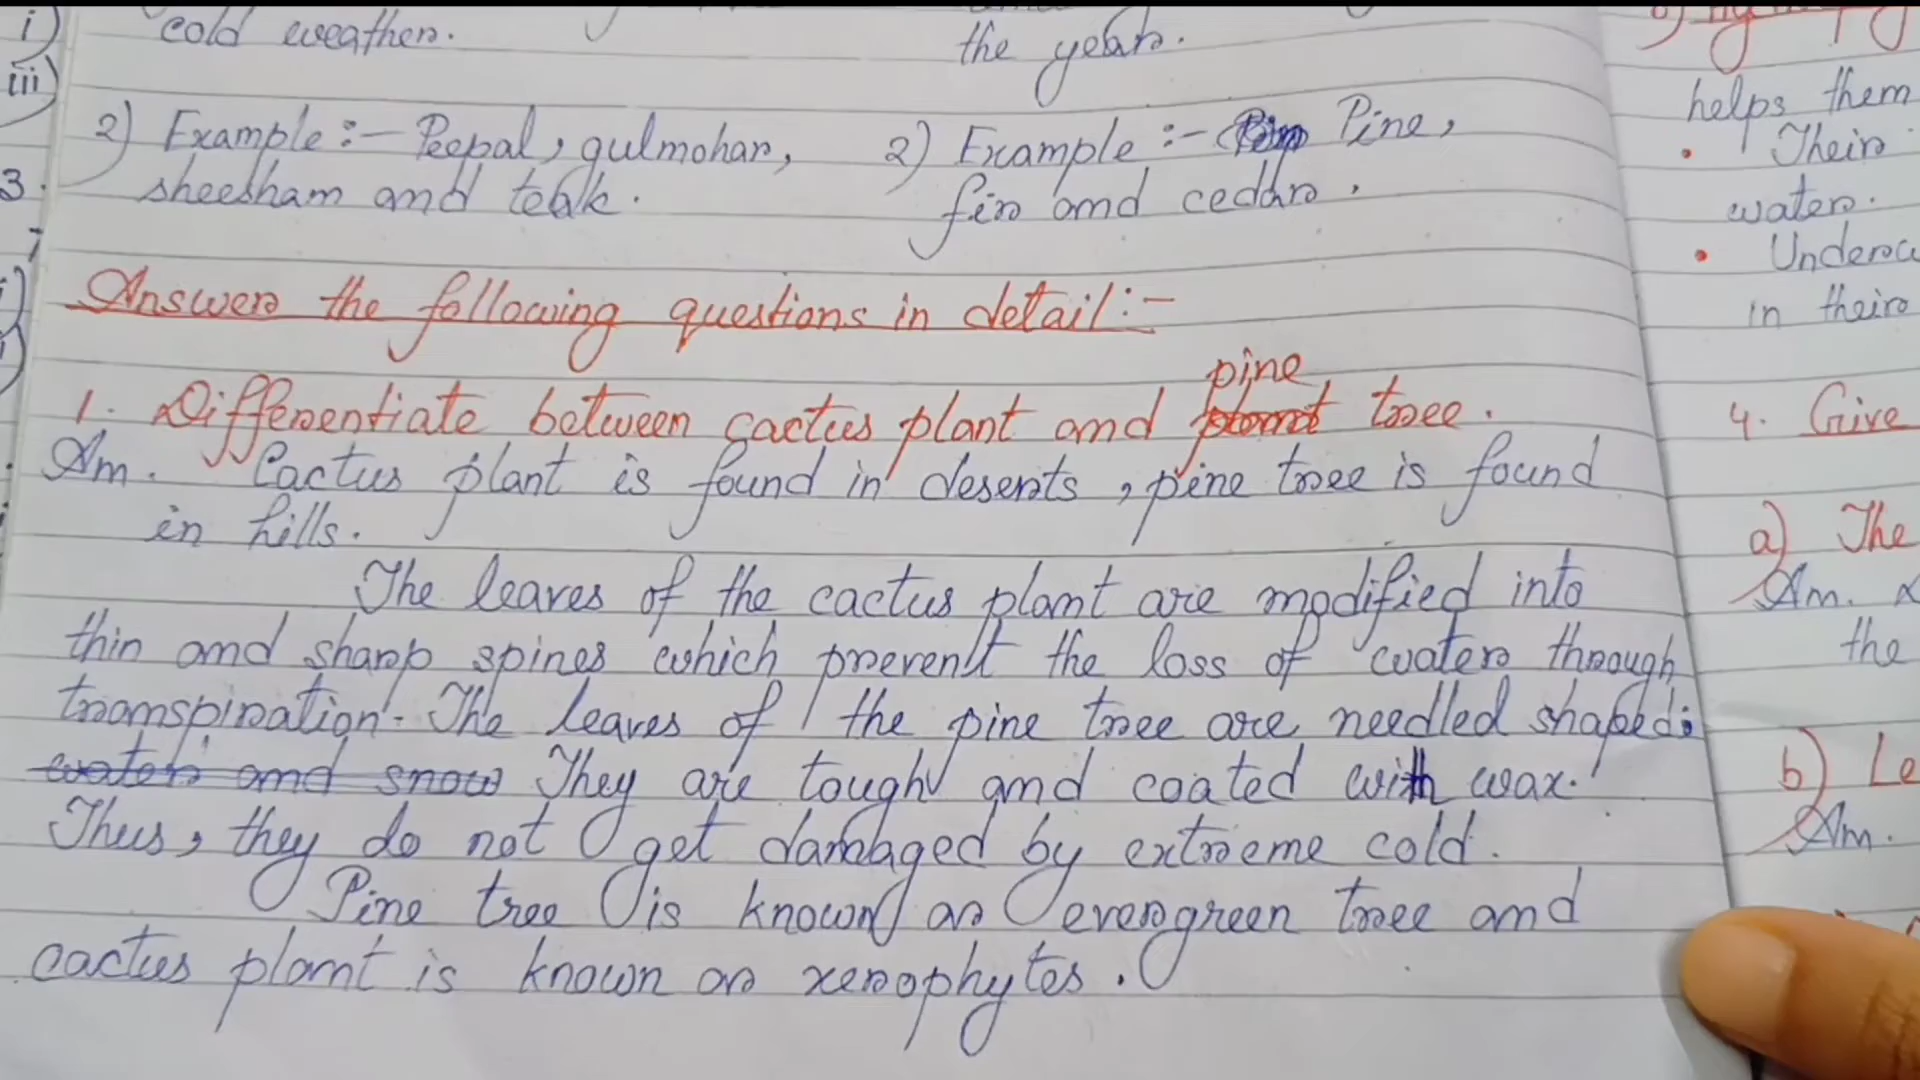 i)
cold weather.
the year.
iii)
2) Example :- Peepal, gulmohar,
sheesham and teak.
2) Example :- Pine,
fir and cedar.
3.
Answer the following questions in detail :-
1. Differentiate between cactus plant and pine plant tree.
Ans. Cactus plant is found in deserts, pine tree is found
in hills.
The leaves of the cactus plant are modified into
thin and sharp spines which prevent the loss of water through
transpiration. The leaves of the pine tree are needled shaped.
water and snow They are tough and coated with wax.
Thus, they do not get damaged by extreme cold.
Pine tree is known as evergreen tree and
cactus plant is known as xerophytes.
helps them
• Their
water.
• Underwa
in their
4. Give
a) The
Ans.
the
b) Le
Ans.